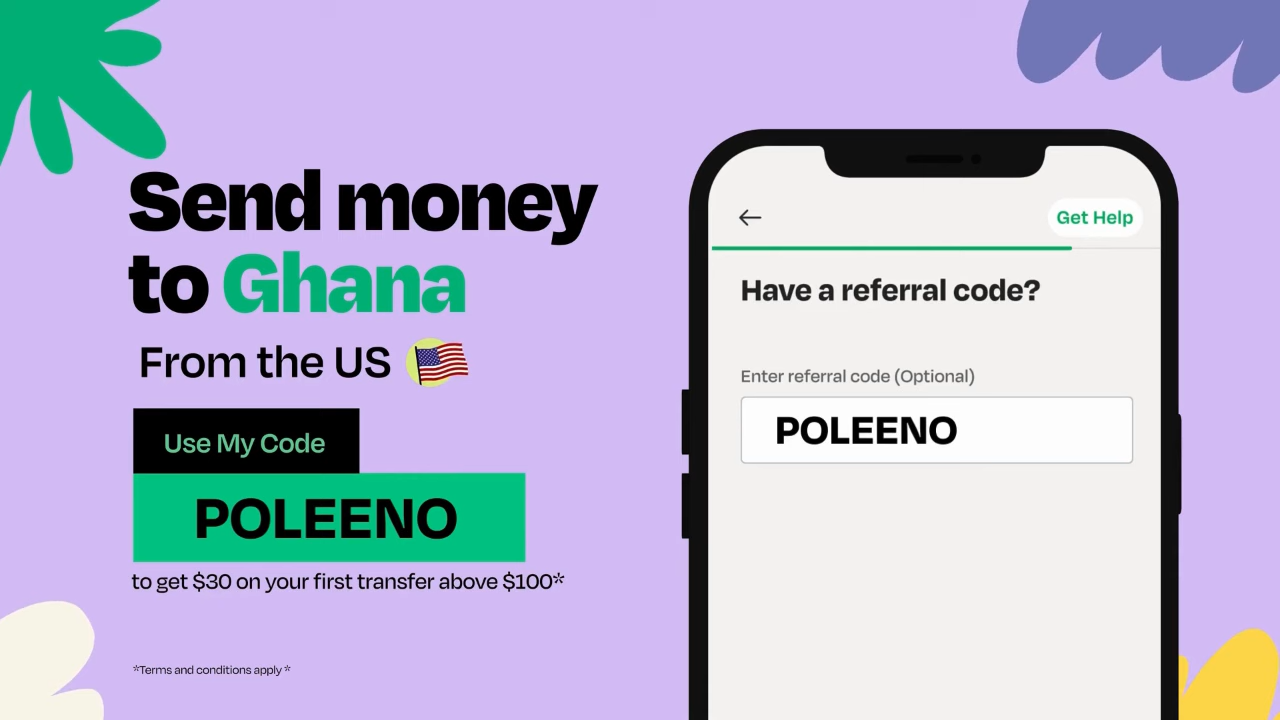 Send money
to Ghana
From the US
Use My Code
POLEENO
to get $30 on your first transfer above $100*
*Terms and conditions apply *
Get Help
Have a referral code?
Enter referral code (Optional)
POLEENO